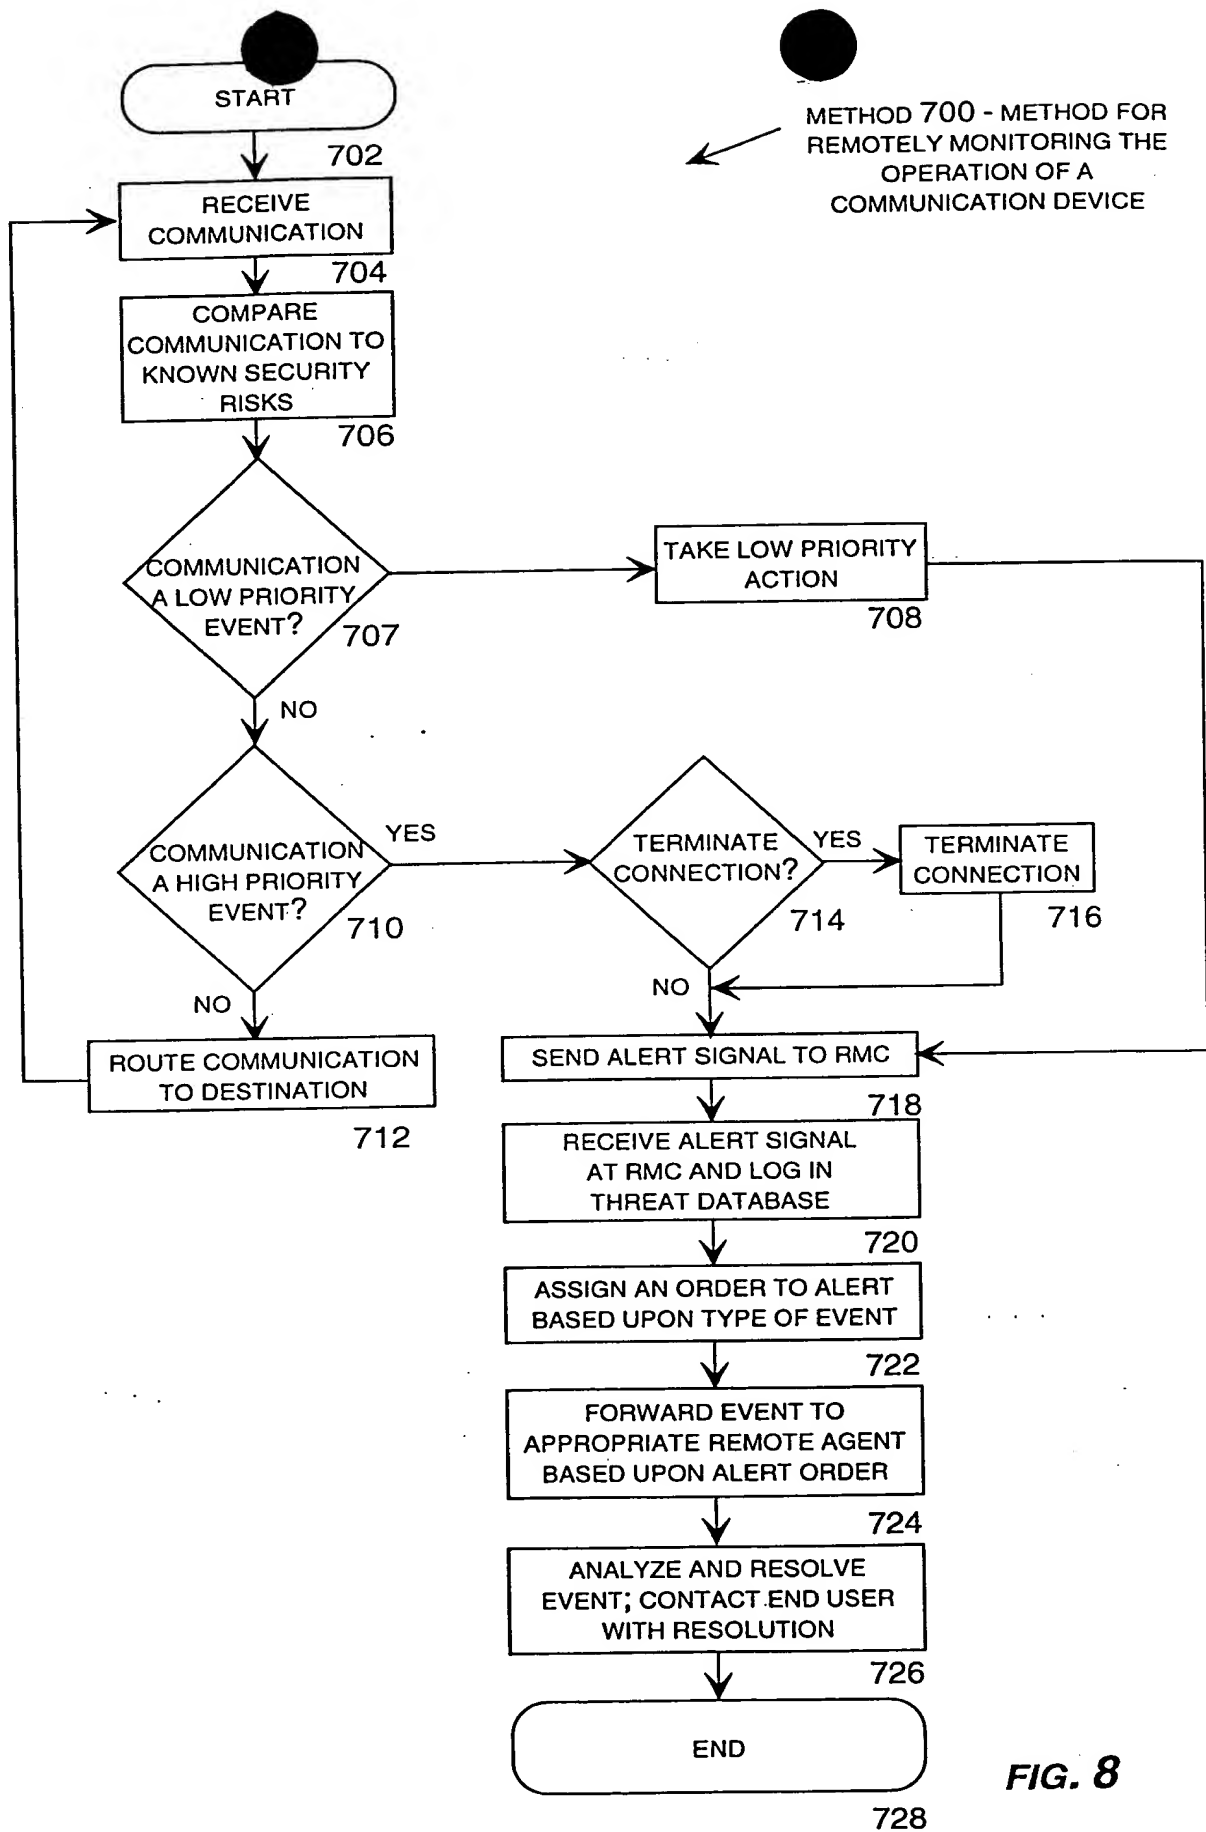 START
702
METHOD 700 - METHOD FOR
REMOTELY MONITORING THE
OPERATION OF A
COMMUNICATION DEVICE
RECEIVE
COMMUNICATION
704
COMPARE
COMMUNICATION TO
KNOWN SECURITY
RISKS
706
COMMUNICATION
A LOW PRIORITY
EVENT?
707
TAKE LOW PRIORITY
ACTION
708
NO
COMMUNICATION
A HIGH PRIORITY
EVENT?
710
YES
TERMINATE
CONNECTION?
714
YES
TERMINATE
CONNECTION
716
NO
NO
ROUTE COMMUNICATION
TO DESTINATION
712
SEND ALERT SIGNAL TO RMC
718
RECEIVE ALERT SIGNAL
AT RMC AND LOG IN
THREAT DATABASE
720
ASSIGN AN ORDER TO ALERT
BASED UPON TYPE OF EVENT
722
FORWARD EVENT TO
APPROPRIATE REMOTE AGENT
BASED UPON ALERT ORDER
724
ANALYZE AND RESOLVE
EVENT; CONTACT END USER
WITH RESOLUTION
726
END
728
FIG. 8